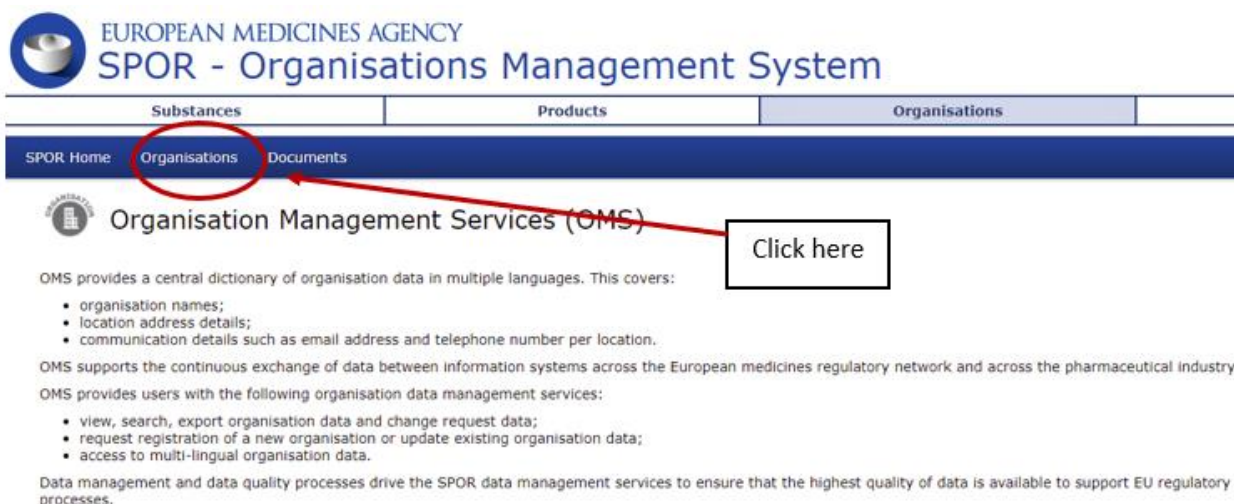 EUROPEAN MEDICINES AGENCY
SPOR - Organisations Management System
Substances Products Organisations
SPOR Home Organisations Documents
ORGANISATION
Organisation Management Services (OMS)
Click here
OMS provides a central dictionary of organisation data in multiple languages. This covers:
• organisation names;
• location address details;
• communication details such as email address and telephone number per location.
OMS supports the continuous exchange of data between information systems across the European medicines regulatory network and across the pharmaceutical industry
OMS provides users with the following organisation data management services:
• view, search, export organisation data and change request data;
• request registration of a new organisation or update existing organisation data;
• access to multi-lingual organisation data.
Data management and data quality processes drive the SPOR data management services to ensure that the highest quality of data is available to support EU regulatory
processes.